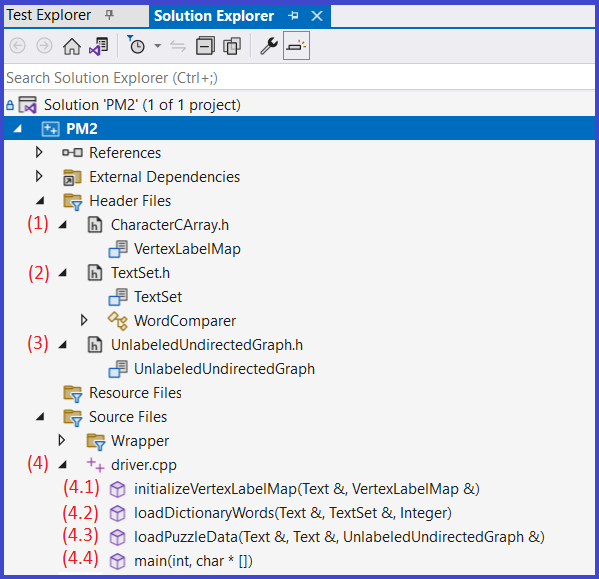 Test Explorer
Solution Explorer
Search Solution Explorer (Ctrl+;)
Solution 'PM2' (1 of 1 project)
PM2
References
External Dependencies
Header Files
(1) CharacterCArray.h
VertexLabelMap
(2) TextSet.h
TextSet
WordComparer
(3) UnlabeledUndirectedGraph.h
UnlabeledUndirectedGraph
Resource Files
Source Files
Wrapper
(4) driver.cpp
(4.1) initializeVertexLabelMap(Text &, VertexLabelMap &)
(4.2) loadDictionaryWords(Text &, TextSet &, Integer)
(4.3) loadPuzzleData(Text &, Text &, UnlabeledUndirectedGraph &)
(4.4) main(int, char * [])